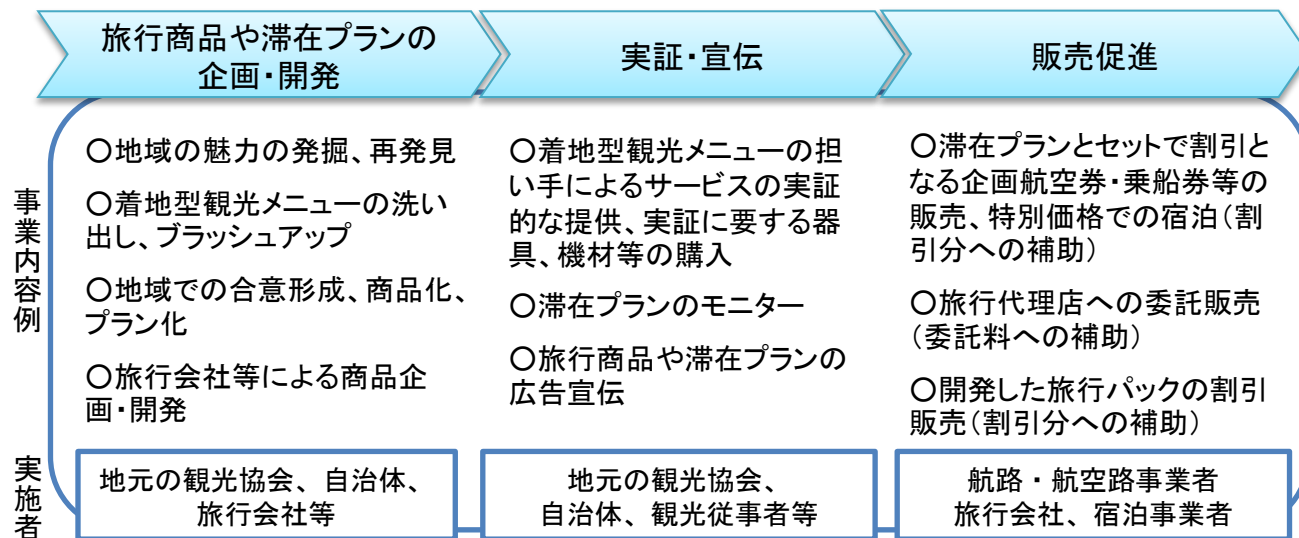 旅行商品や滞在プランの
企画・開発
実証・宣伝
販売促進
事業内容例
○地域の魅力の発掘、再発見
○着地型観光メニューの洗い
出し、ブラッシュアップ
○地域での合意形成、商品化、
プラン化
○旅行会社等による商品企
画・開発
○着地型観光メニューの担
い手によるサービスの実証
的な提供、実証に要する器
具、機材等の購入
○滞在プランのモニター
○旅行商品や滞在プランの
広告宣伝
○滞在プランとセットで割引と
なる企画航空券・乗船券等の
販売、特別価格での宿泊(割
引分への補助)
○旅行代理店への委託販売
(委託料への補助)
○開発した旅行パックの割引
販売(割引分への補助)
実施者
地元の観光協会、自治体、
旅行会社等
地元の観光協会、
自治体、観光従事者等
航路・航空路事業者
旅行会社、宿泊事業者